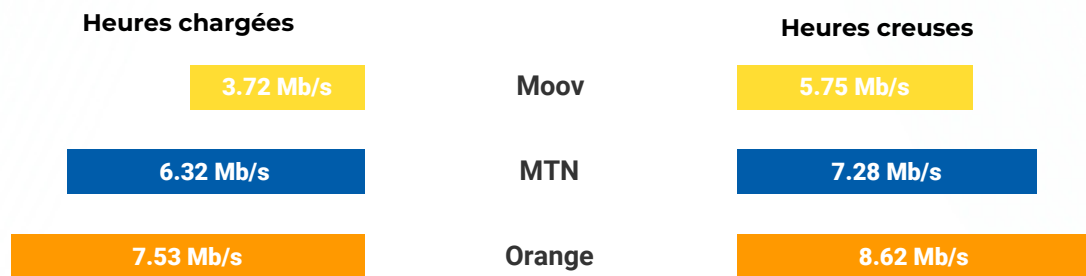 Heures chargées
Heures creuses
3.72 Mb/s Moov 5.75 Mb/s
6.32 Mb/s MTN 7.28 Mb/s
7.53 Mb/s Orange 8.62 Mb/s